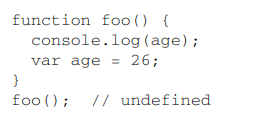 function foo() {
  console.log(age);
  var age = 26;
}
foo();  // undefined